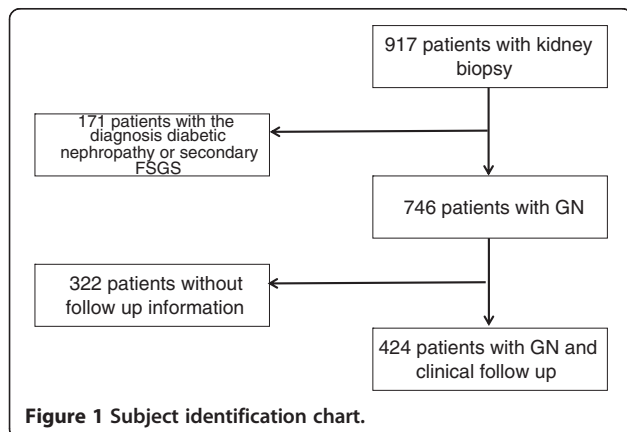 917 patients with kidney
biopsy
171 patients with the
diagnosis diabetic
nephropathy or secondary
FSGS
746 patients with GN
322 patients without
follow up information
424 patients with GN and
clinical follow up
Figure 1 Subject identification chart.